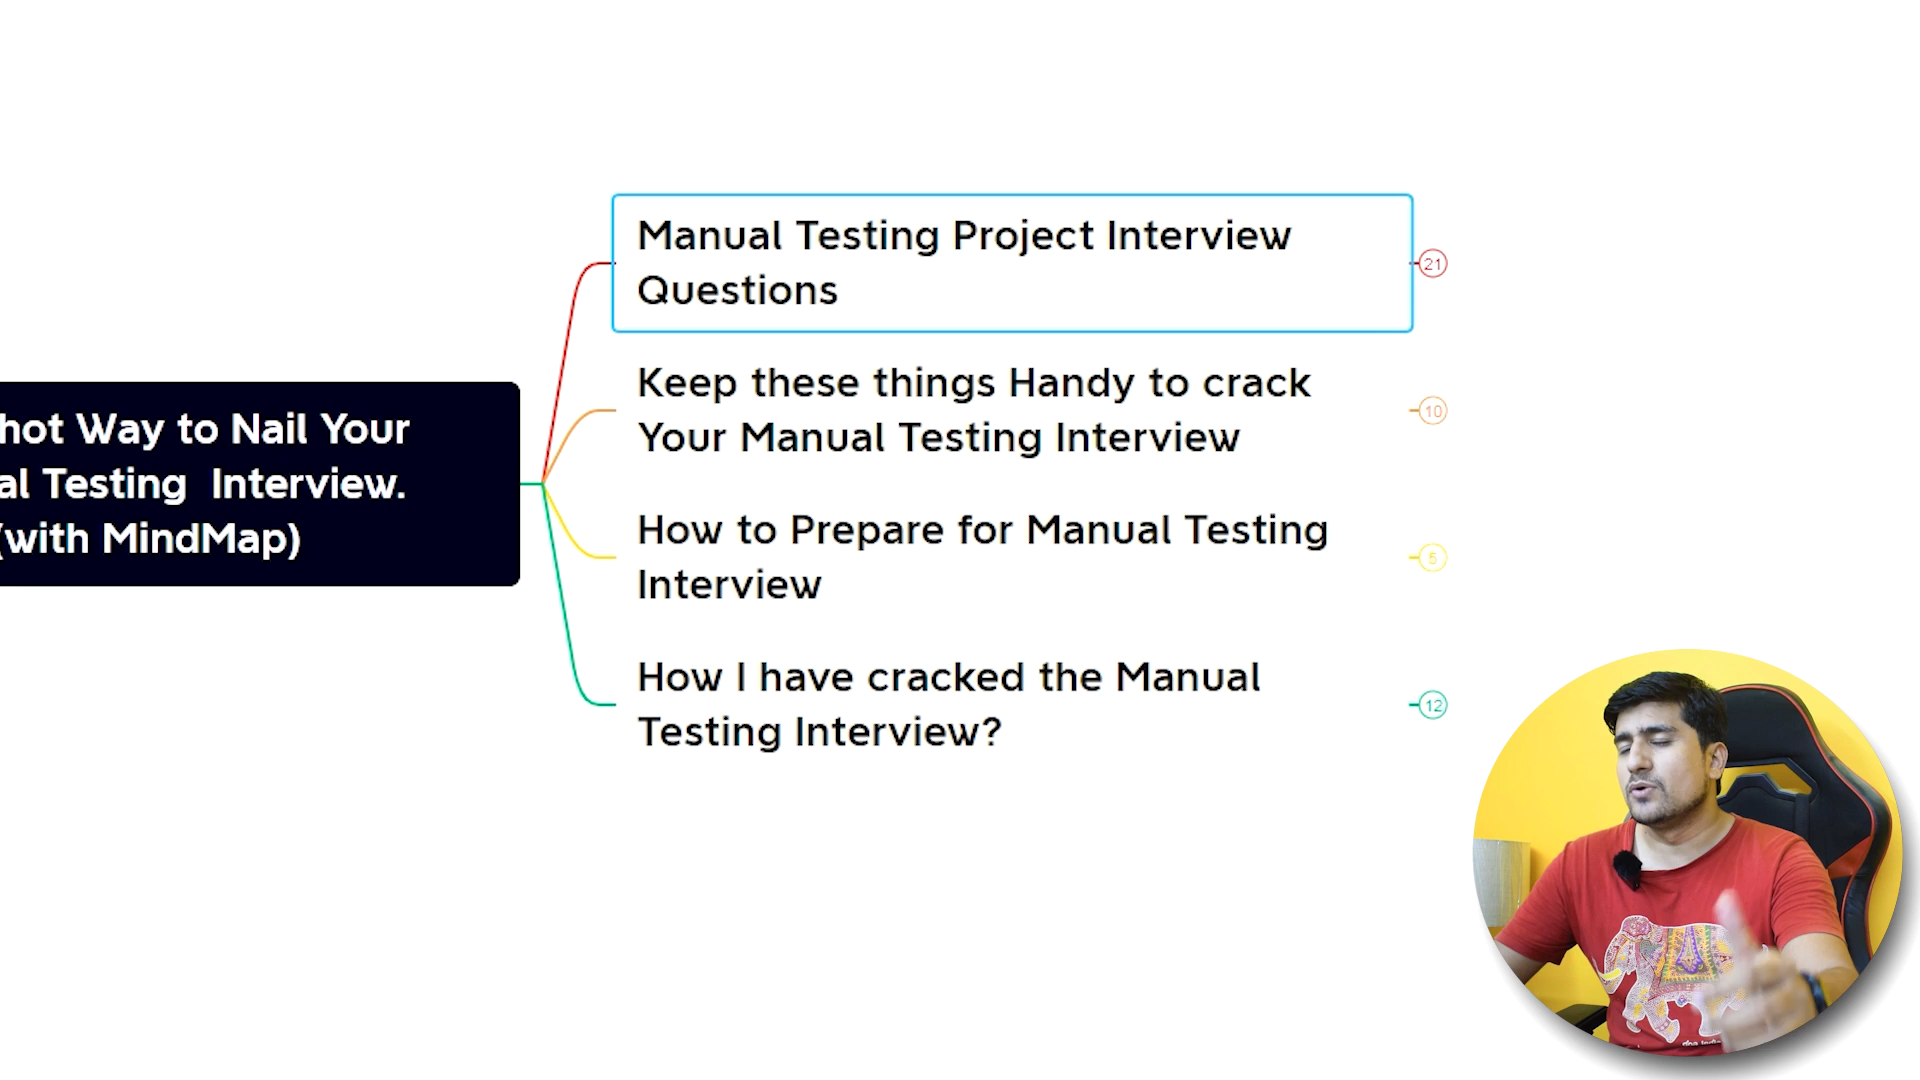 Manual Testing Project Interview
Questions
21
Keep these things Handy to crack
Your Manual Testing Interview
10
hot Way to Nail Your
al Testing Interview.
(with MindMap)
How to Prepare for Manual Testing
Interview
5
How I have cracked the Manual
Testing Interview?
12